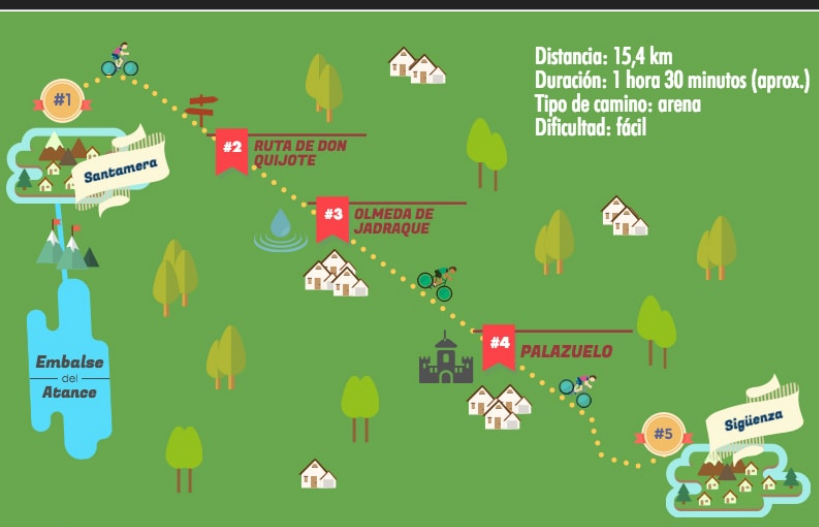 Distancia: 15,4 km
Duración: 1 hora 30 minutos (aprox.)
Tipo de camino: arena
Dificultad: fácil
#1
Santamera
#2
RUTA DE DON
QUIJOTE
#3
OLMEDA DE
JADRAQUE
#4
PALAZUELO
Embalse
del
Atance
#5
Sigüenza